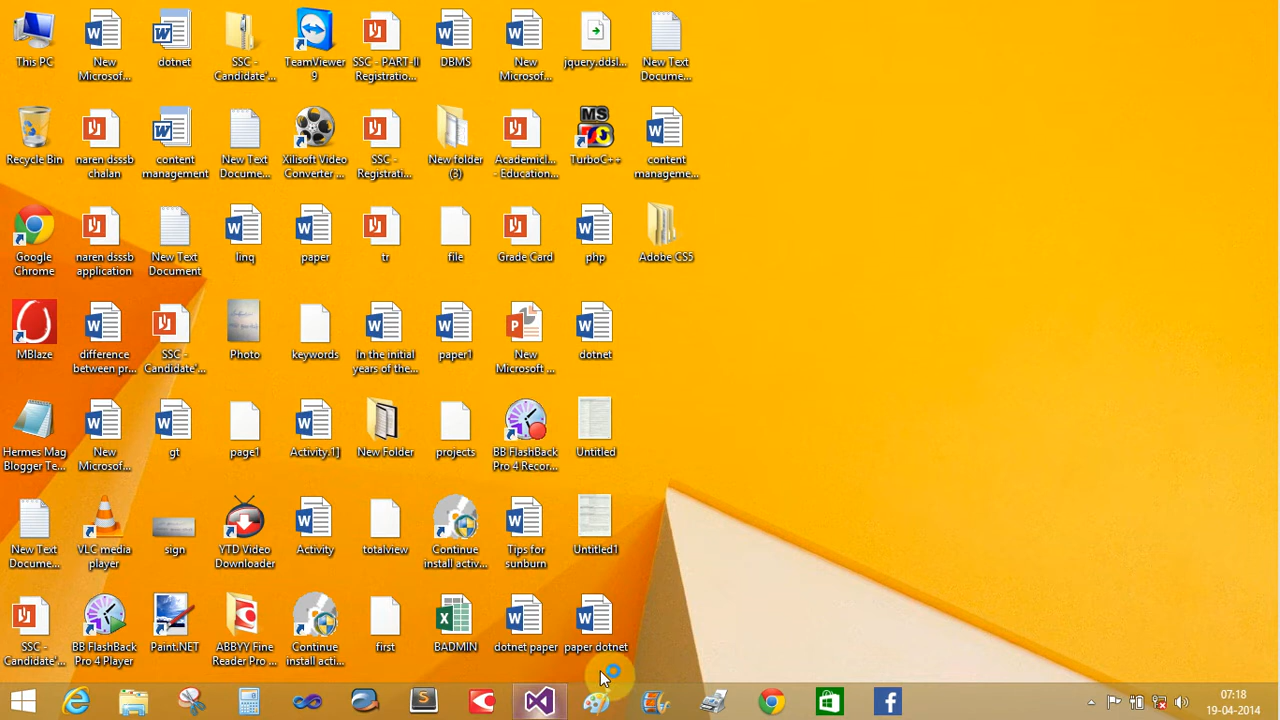 This PC
New
Microsof...
dotnet
SSC -
Candidate'...
TeamViewer
9
SSC - PART-II
Registratio...
DBMS
New
Microsof...
jquery.ddsl...
New Text
Docume...
Recycle Bin
naren dsssb
chalan
content
management
New Text
Docume...
Xilisoft Video
Converter ...
SSC -
Registrati...
New folder
(3)
Academicl...
- Education...
MS
TurboC++
content
manageme...
Google
Chrome
naren dsssb
application
New Text
Document
linq
paper
tr
file
Grade Card
php
Adobe CS5
MBlaze
difference
between pr...
SSC -
Candidate'...
Photo
keywords
In the initial
years of the...
paper1
New
Microsoft ...
dotnet
Hermes Mag
Blogger Te...
New
Microsof...
gt
page1
Activity.1]
New Folder
projects
BB FlashBack
Pro 4 Recor...
Untitled
New Text
Docume...
VLC media
player
sign
YTD Video
Downloader
Activity
totalview
Continue
install activ...
Tips for
sunburn
Untitled1
SSC -
Candidate'...
BB FlashBack
Pro 4 Player
Paint.NET
ABBYY Fine
Reader Pro ...
Continue
install acti...
first
BADMIN
dotnet paper
paper dotnet
07:18
19-04-2014